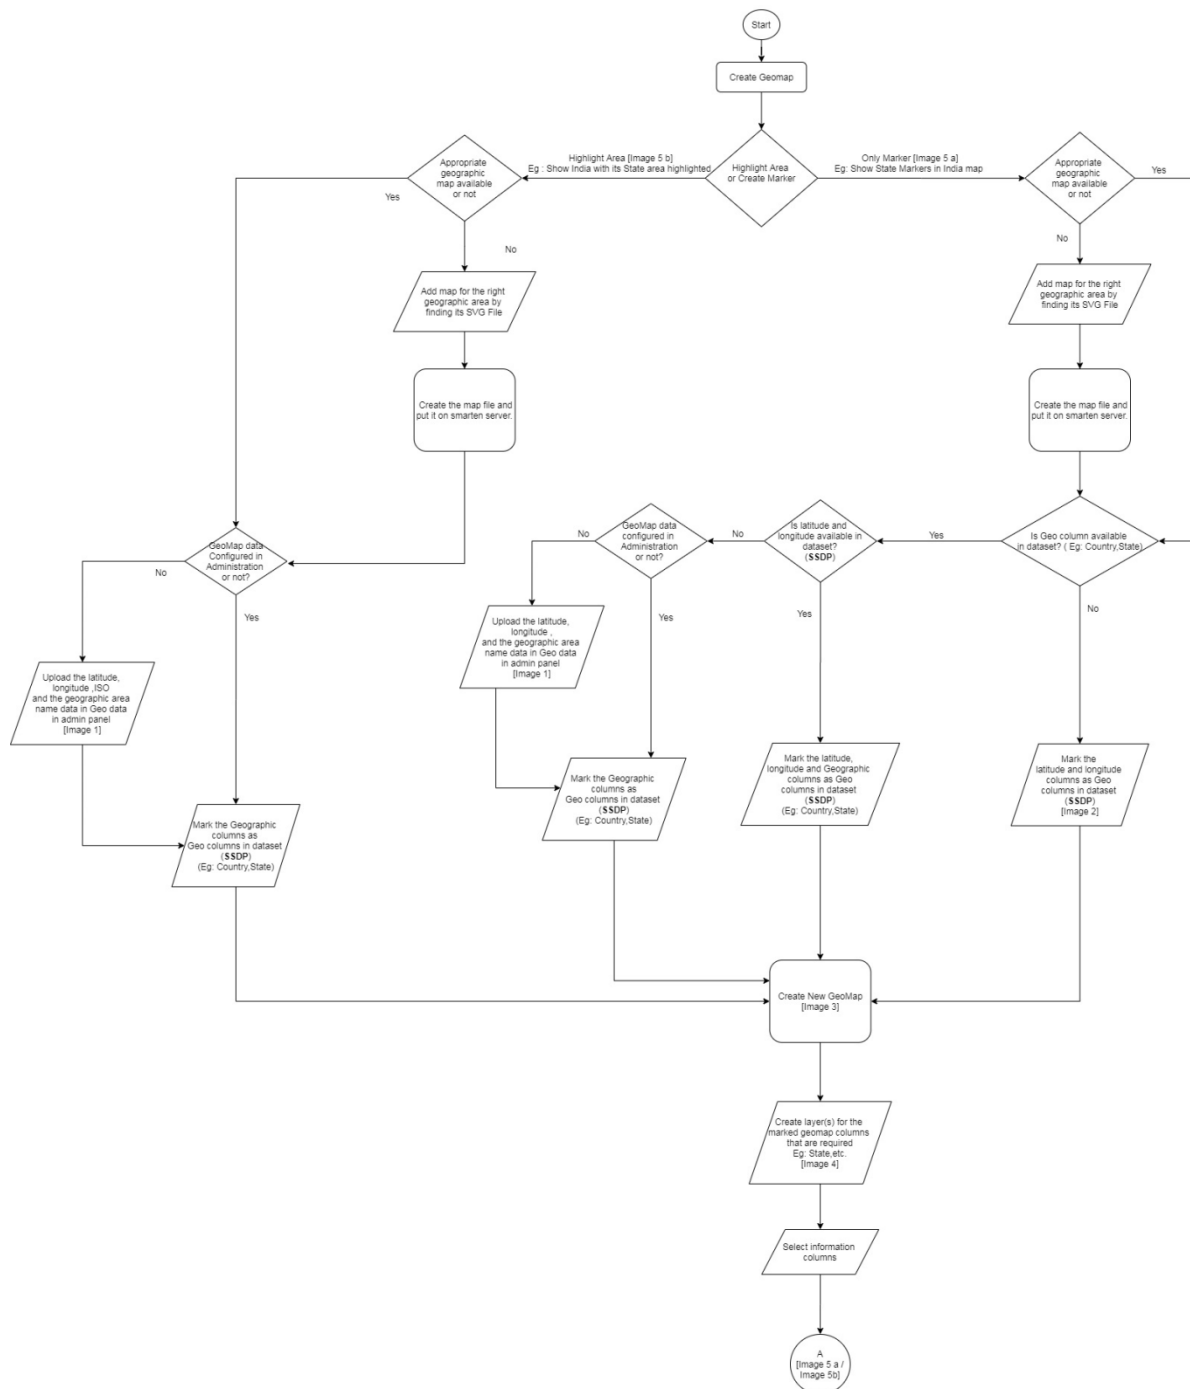 Start
Create Geomap
Highlight Area
or Create Marker
Highlight Area [Image 5 b]
Eg : Show India with its State area highlighted
Only Marker [Image 5 a]
Eg: Show State Markers in India map
Appropriate
geographic
map available
or not
Yes
No
Add map for the right
geographic area by
finding its SVG File
Create the map file and
put it on smarten server.
Appropriate
geographic
map available
or not
Yes
No
Add map for the right
geographic area by
finding its SVG File
Create the map file and
put it on smarten server.
GeoMap data
Configured in
Administration
or not?
No
Yes
Upload the latitude,
longitude ,ISO
and the geographic area
name data in Geo data
in admin panel
[Image 1]
Mark the Geographic
columns as
Geo columns in dataset
(SSDP)
(Eg: Country,State)
GeoMap data
configured in
Administration
or not?
No
Yes
Upload the latitude,
longitude ,
and the geographic area
name data in Geo data
in admin panel
[Image 1]
Mark the Geographic
columns as
Geo columns in dataset
(SSDP)
(Eg: Country,State)
Is latitude and
longitude available in
dataset?
(SSDP)
No
Yes
Mark the latitude,
longitude and Geographic
columns as Geo
columns in dataset
(SSDP)
(Eg: Country,State)
Is Geo column available
in dataset? ( Eg: Country,State)
Yes
No
Mark the
latitude and longitude
columns as Geo
columns in dataset
(SSDP)
[Image 2]
Create New GeoMap
[Image 3]
Create layer(s) for the
marked geomap columns
that are required
Eg: State,etc.
[Image 4]
Select information
columns
A
[Image 5 a /
Image 5b]